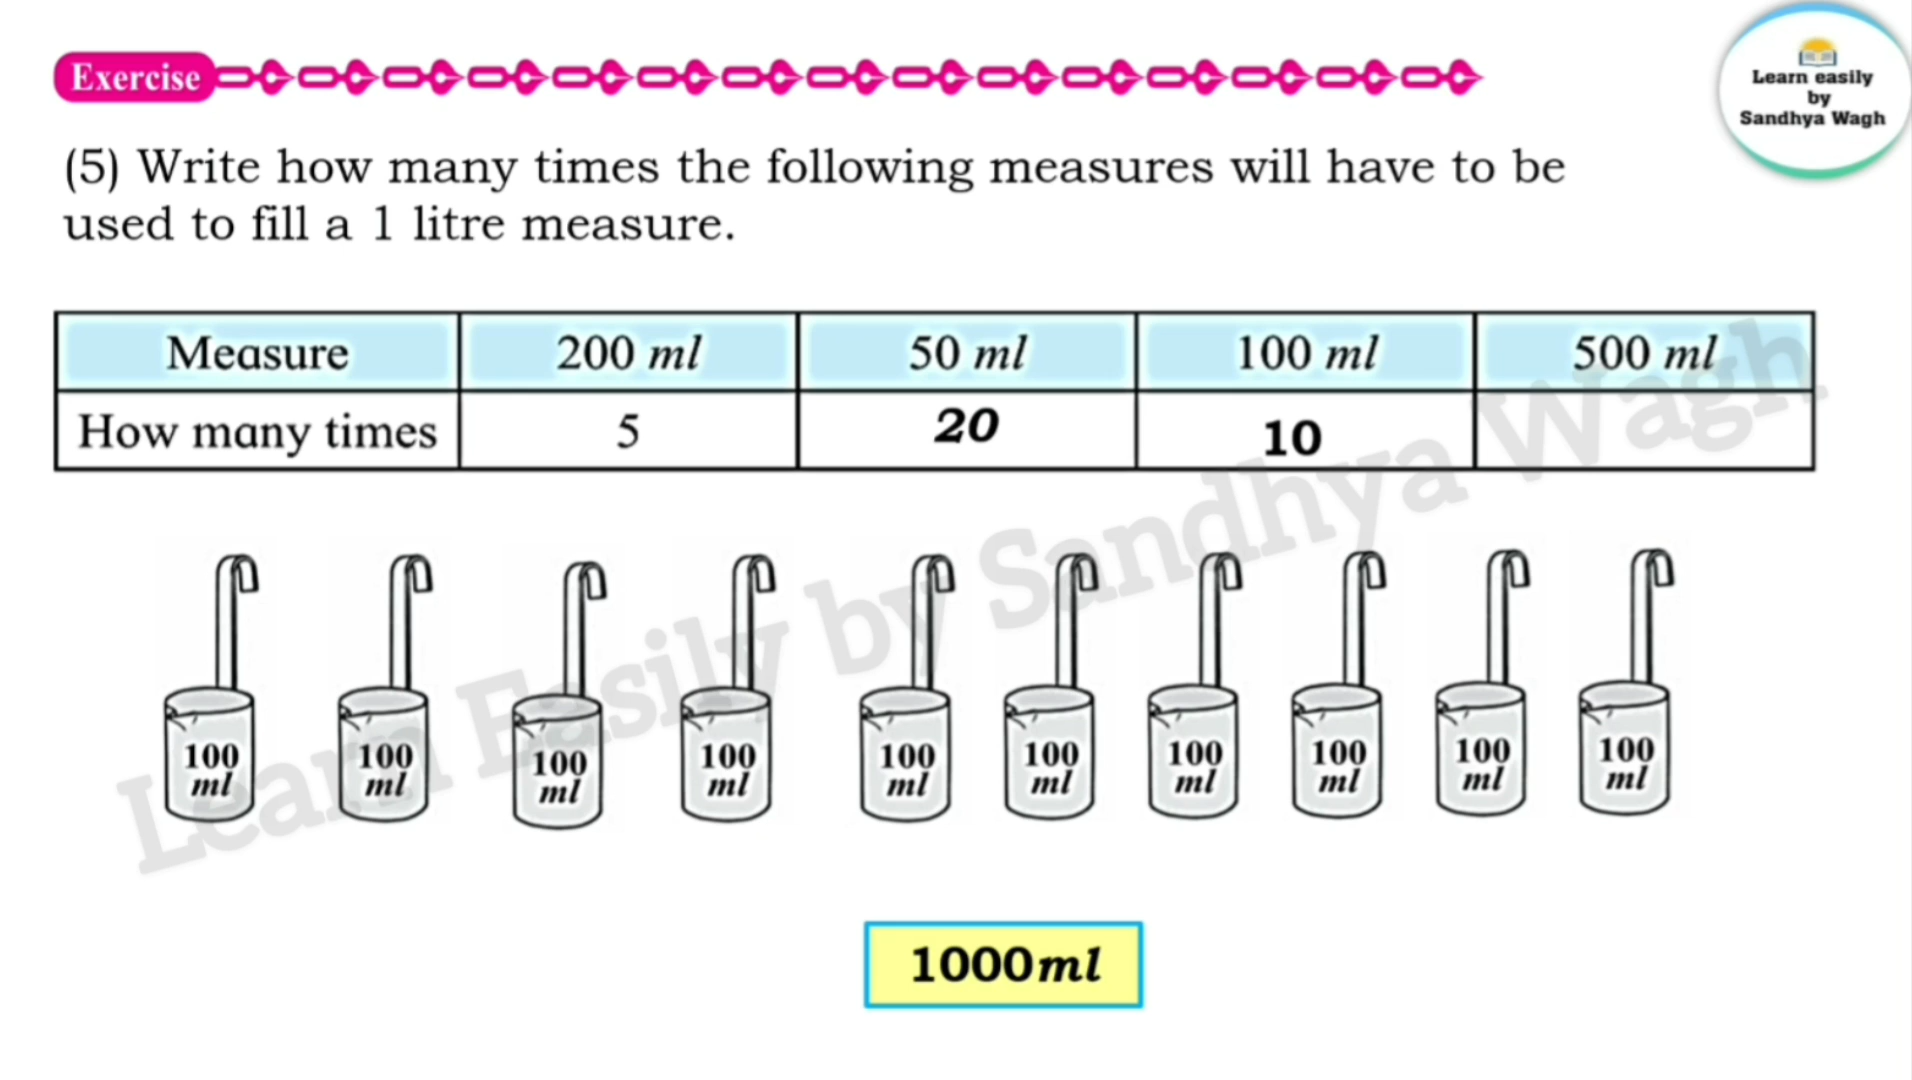 Exercise
Learn easily
by
Sandhya Wagh
(5) Write how many times the following measures will have to be
used to fill a 1 litre measure.
Measure 200 ml 50 ml 100 ml 500 ml
How many times 5 20 10
Learn Easily by Sandhya Wagh
100 100 100 100 100 100 100 100 100 100
ml ml ml ml ml ml ml ml ml ml
1000ml